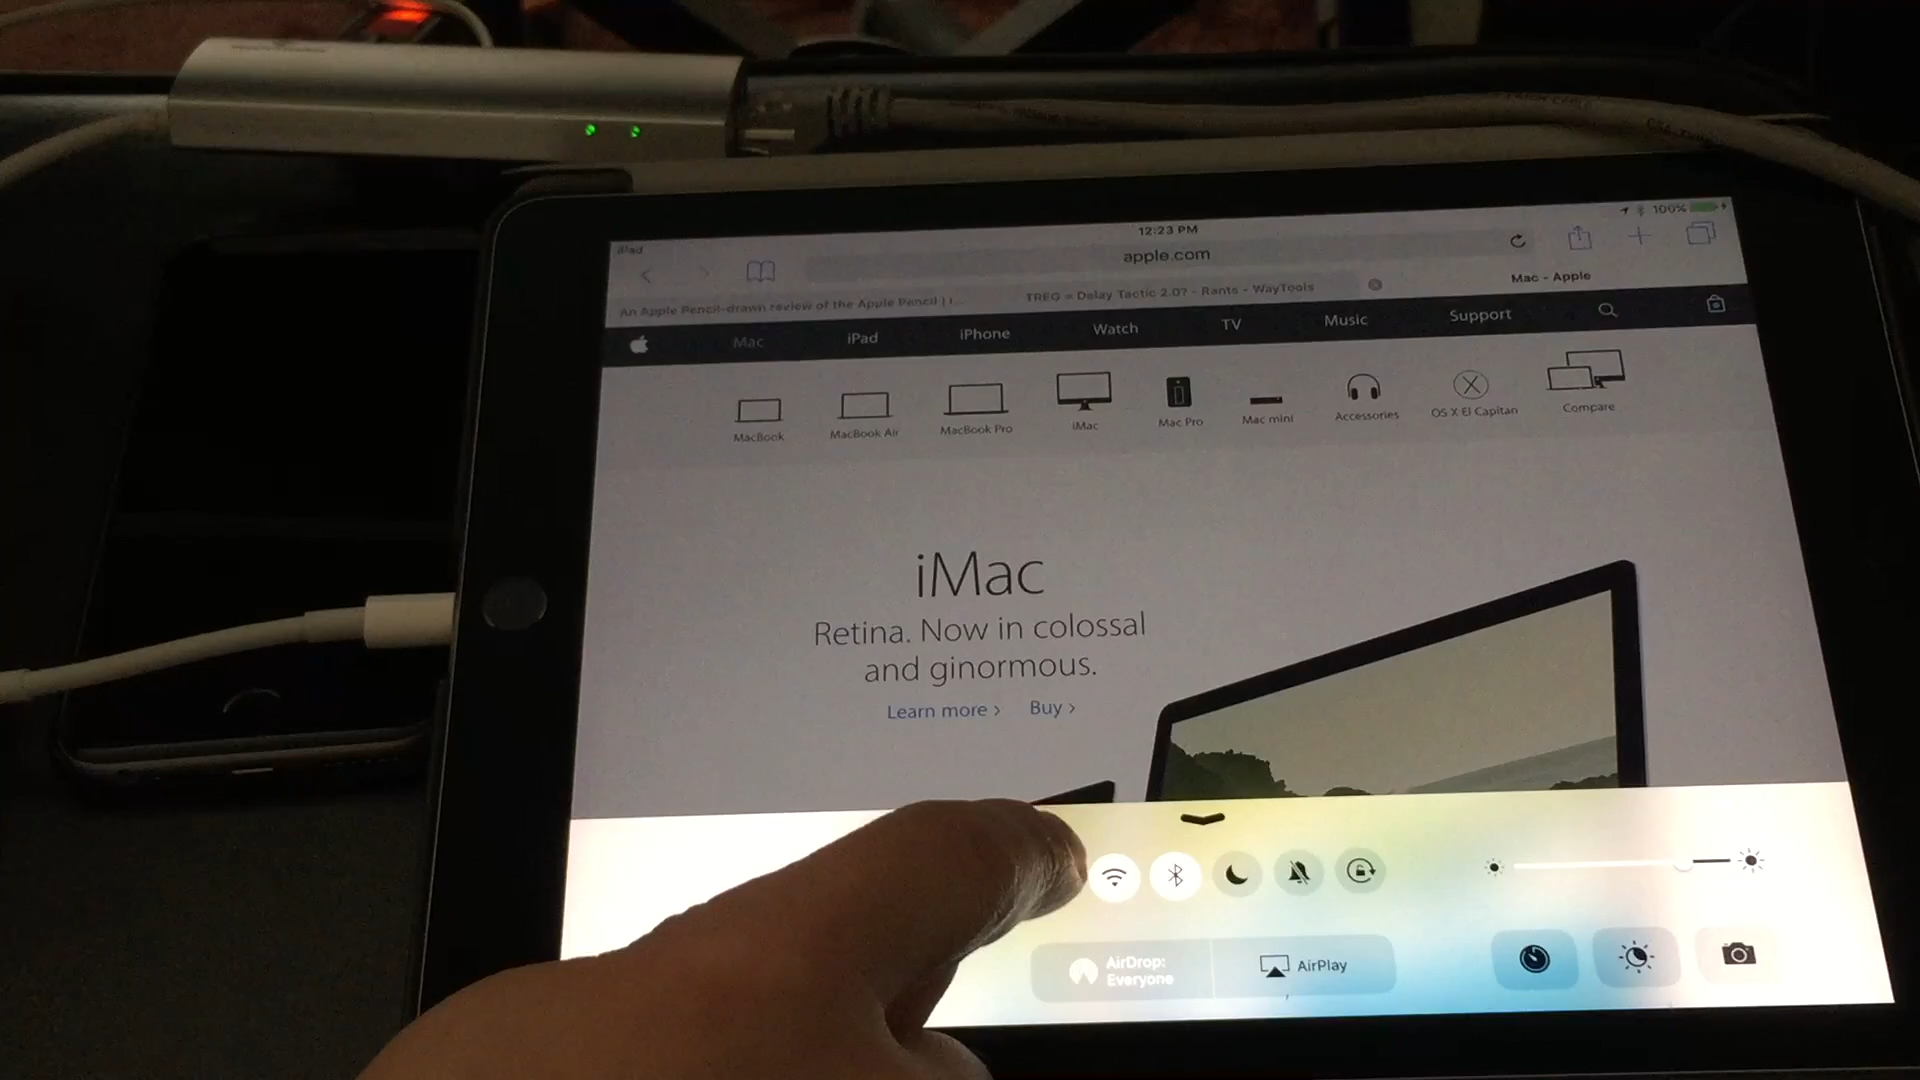 iPad
12:23 PM
100%
apple.com
An Apple Pencil-drawn review of the Apple Pencil | i...
TREG = Delay Tactic 2.0? - Rants - WayTools
Mac - Apple
Mac
iPad
iPhone
Watch
TV
Music
Support
MacBook
MacBook Air
MacBook Pro
iMac
Mac Pro
Mac mini
Accessories
OS X El Capitan
Compare
iMac
Retina. Now in colossal
and ginormous.
Learn more >
Buy >
AirDrop:
Everyone
AirPlay